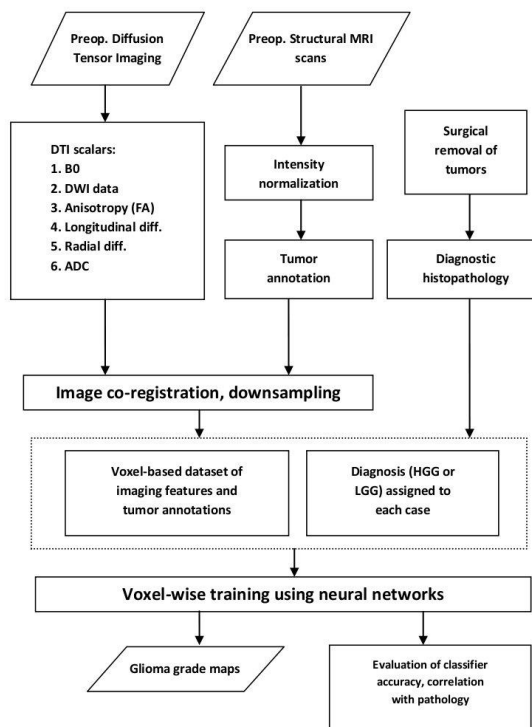 Preop. Diffusion
Tensor Imaging
Preop. Structural MRI
scans
DTI scalars:
1. B0
2. DWI data
3. Anisotropy (FA)
4. Longitudinal diff.
5. Radial diff.
6. ADC
Intensity
normalization
Surgical
removal of
tumors
Tumor
annotation
Diagnostic
histopathology
Image co-registration, downsampling
Voxel-based dataset of
imaging features and
tumor annotations
Diagnosis (HGG or
LGG) assigned to
each case
Voxel-wise training using neural networks
Glioma grade maps
Evaluation of classifier
accuracy, correlation
with pathology